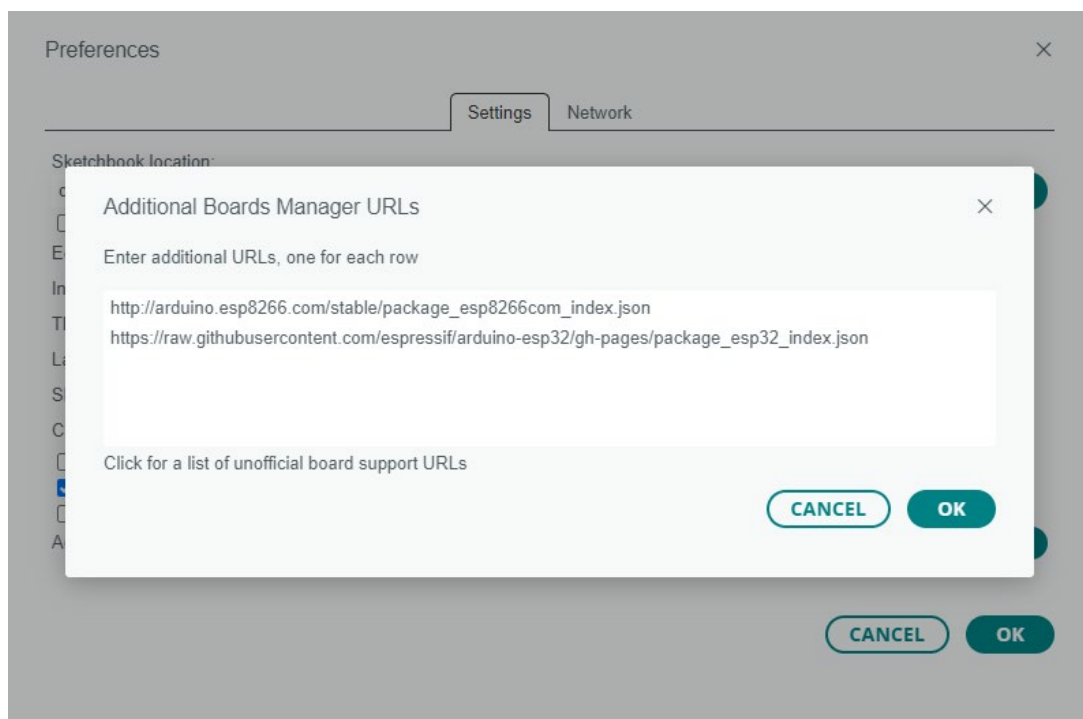 Preferences
Settings
Network
Sketchbook location:
Additional Boards Manager URLs
Enter additional URLs, one for each row
http://arduino.esp8266.com/stable/package_esp8266com_index.json
https://raw.githubusercontent.com/espressif/arduino-esp32/gh-pages/package_esp32_index.json
Click for a list of unofficial board support URLs
CANCEL
OK
CANCEL
OK